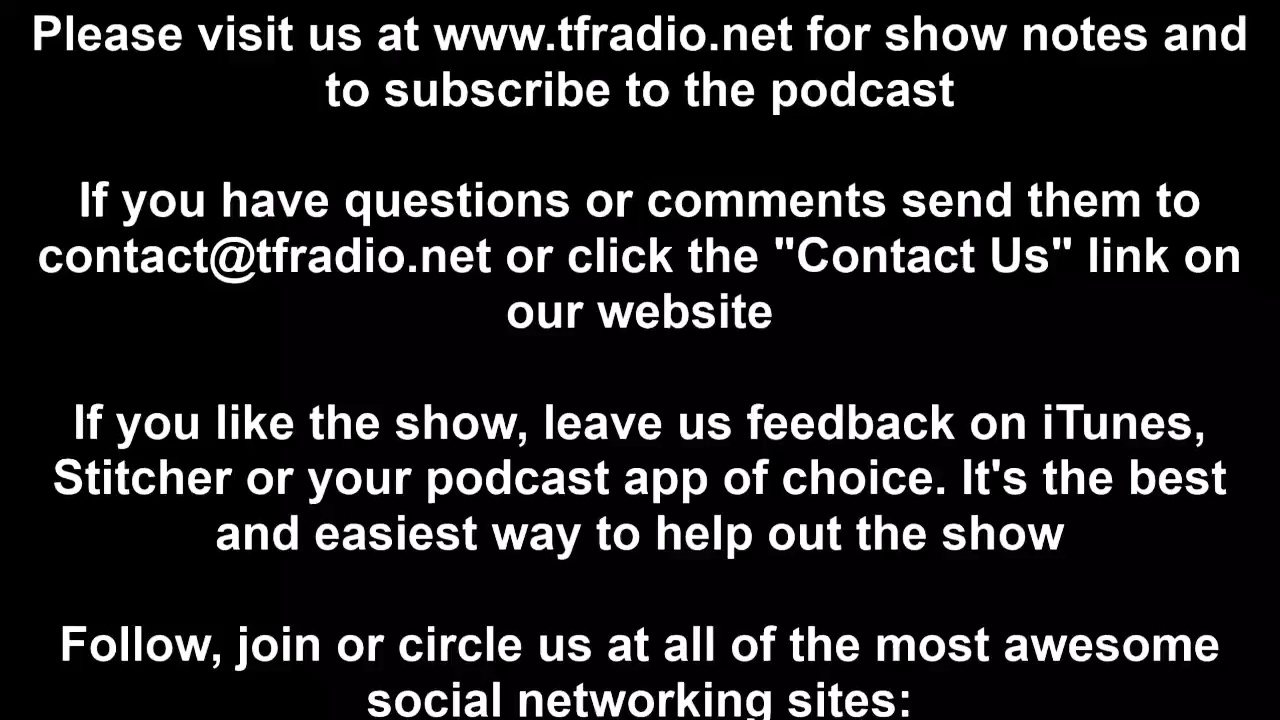 Please visit us at www.tfradio.net for show notes and
to subscribe to the podcast
If you have questions or comments send them to
contact@tfradio.net or click the "Contact Us" link on
our website
If you like the show, leave us feedback on iTunes,
Stitcher or your podcast app of choice. It's the best
and easiest way to help out the show
Follow, join or circle us at all of the most awesome
social networking sites: